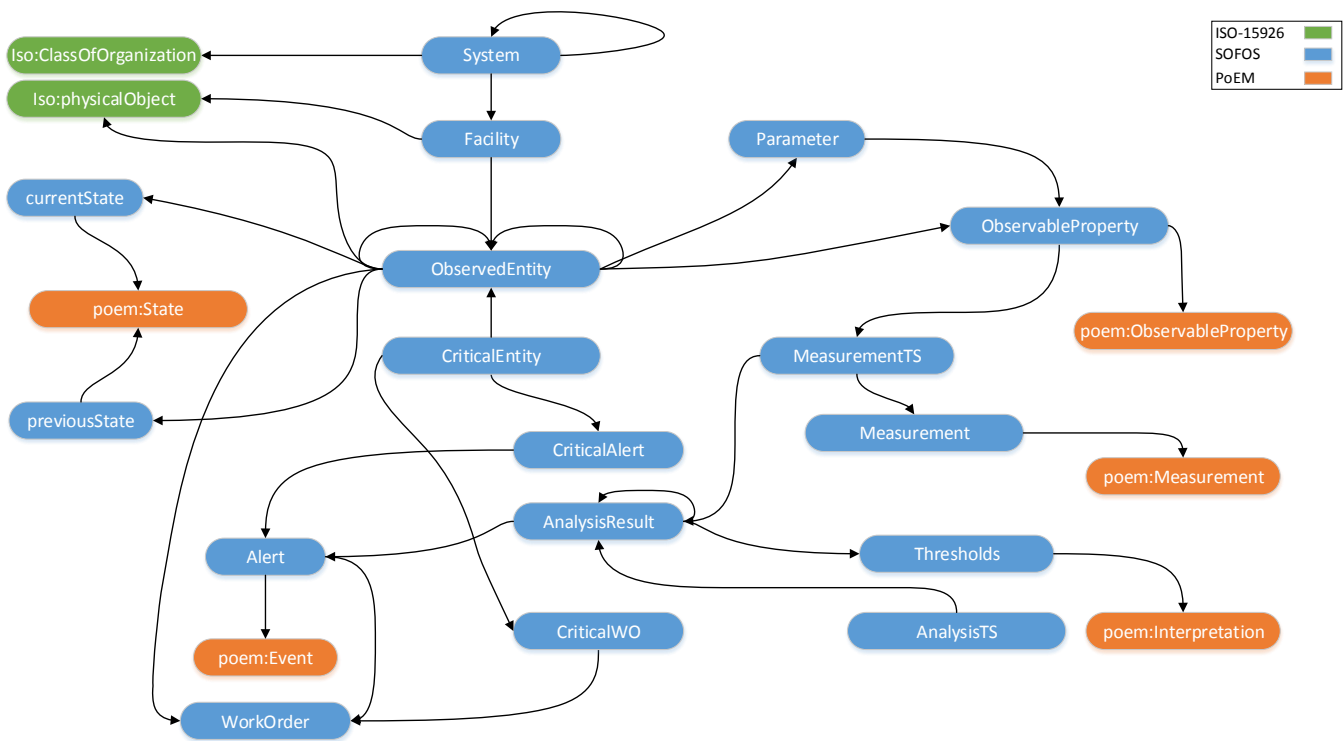 ISO-15926
SOFOS
PoEM
Iso:ClassOfOrganization
System
Iso:physicalObject
Facility
Parameter
currentState
ObservableProperty
ObservedEntity
poem:State
poem:ObservableProperty
CriticalEntity
MeasurementTS
previousState
Measurement
CriticalAlert
poem:Measurement
AnalysisResult
Alert
Thresholds
CriticalWO
AnalysisTS
poem:Interpretation
poem:Event
WorkOrder